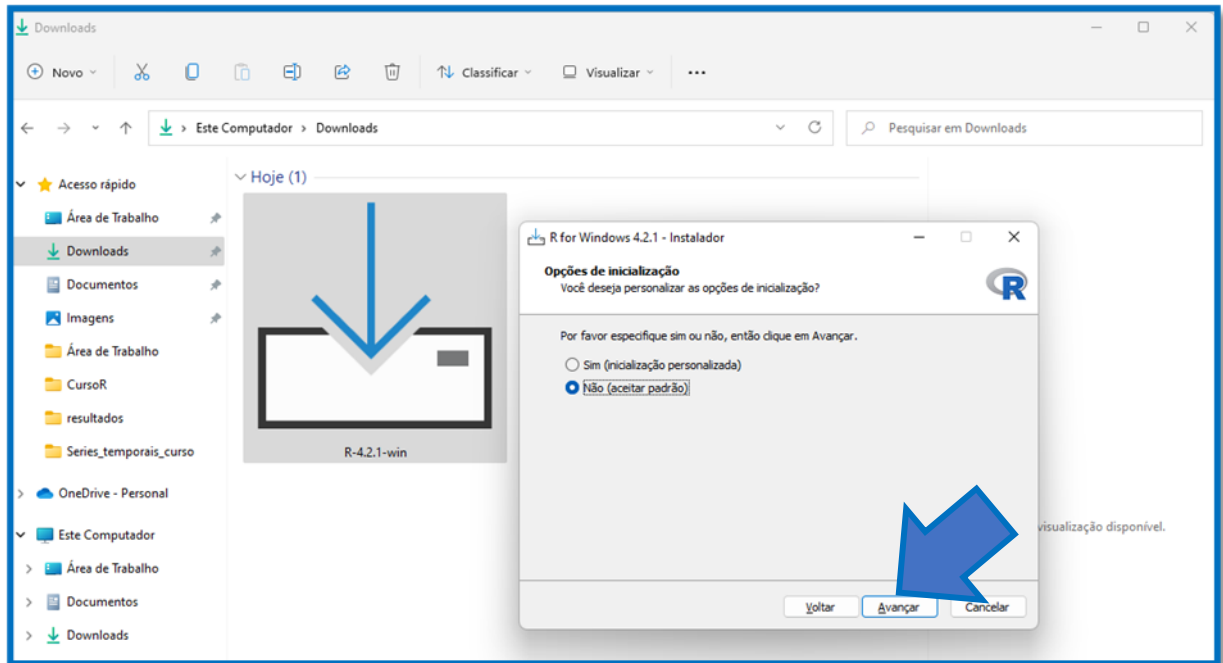 Downloads
Novo
Classificar
Visualizar
Este Computador > Downloads
Pesquisar em Downloads
Acesso rápido
Área de Trabalho
Downloads
Documentos
Imagens
Área de Trabalho
CursoR
resultados
Series_temporais_curso
OneDrive - Personal
Este Computador
Área de Trabalho
Documentos
Downloads
Hoje (1)
R-4.2.1-win
R for Windows 4.2.1 - Instalador
Opções de inicialização
Você deseja personalizar as opções de inicialização?
R
Por favor especifique sim ou não, então clique em Avançar.
Sim (inicialização personalizada)
Não (aceitar padrão)
Voltar
Avançar
Cancelar
visualização disponível.